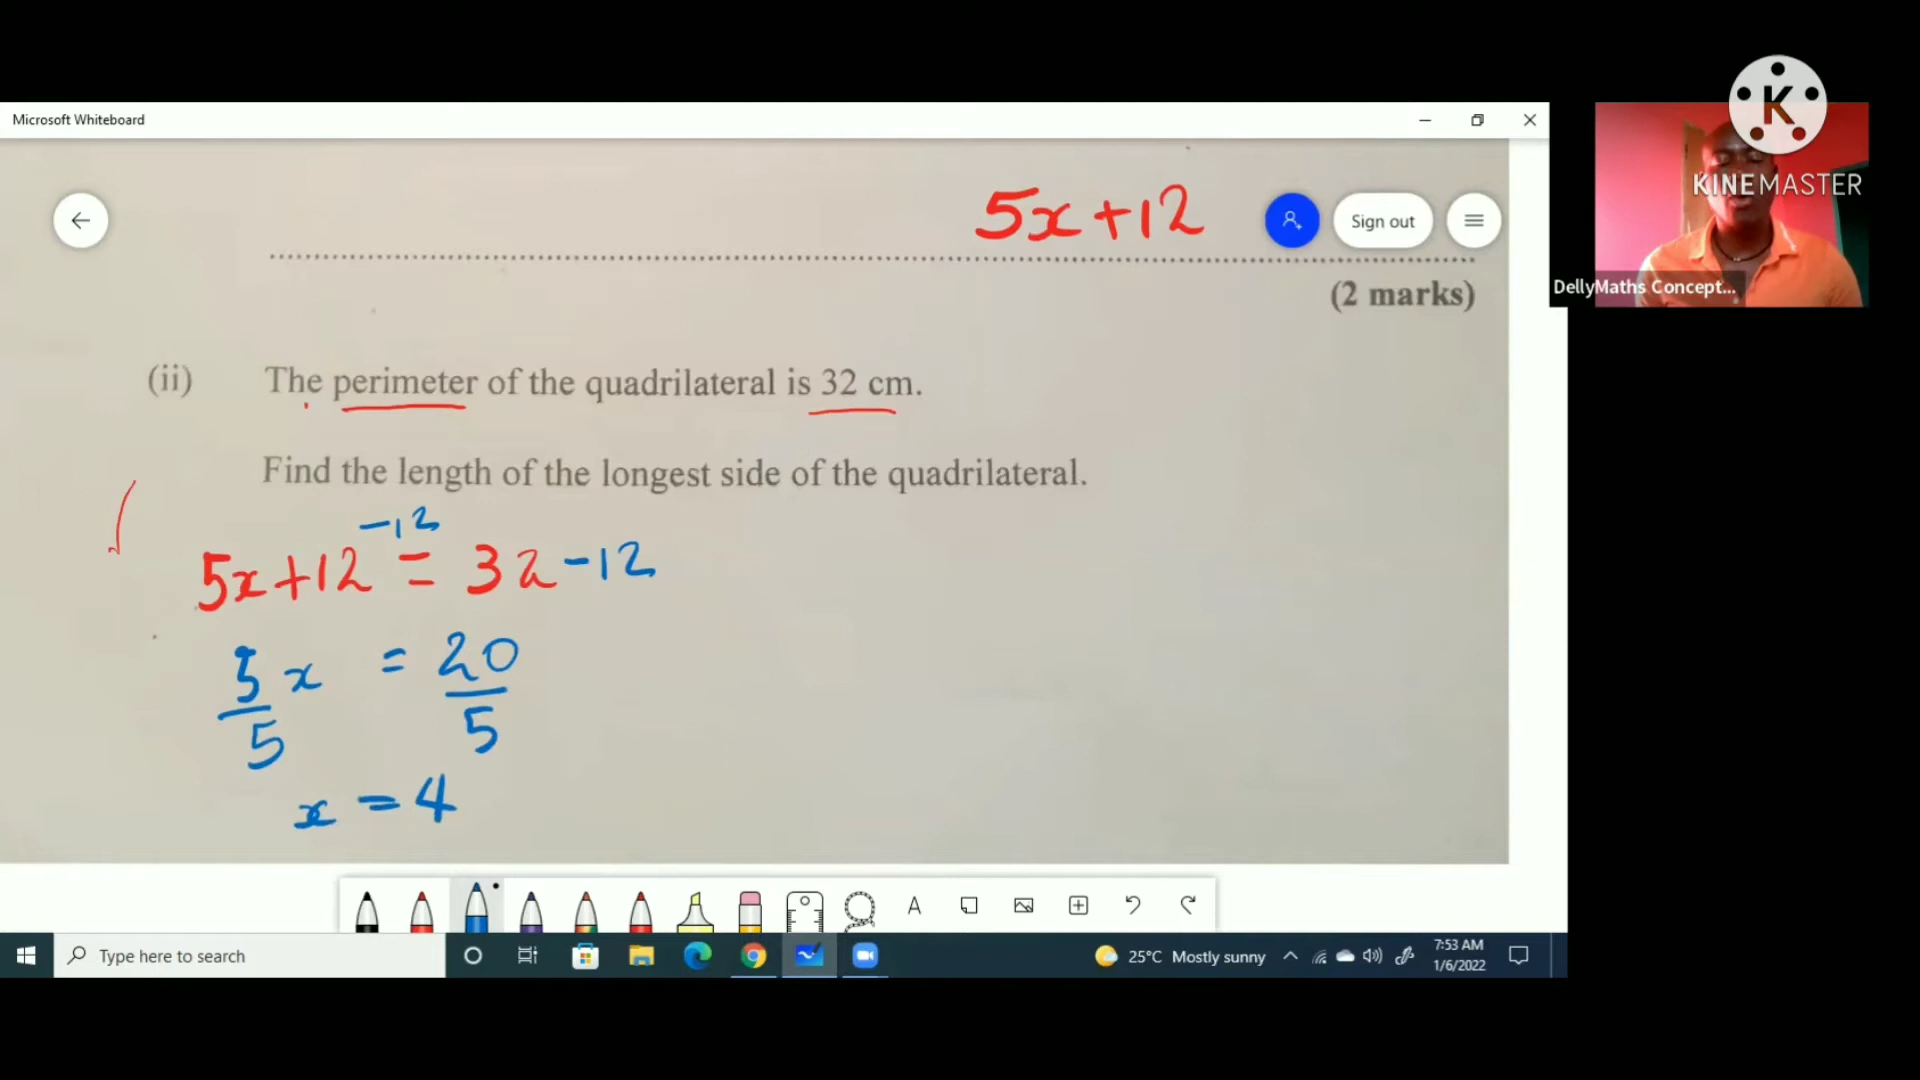 Microsoft Whiteboard
KINEMASTER
5x+12
Sign out
DellyMaths Concept...
(2 marks)
(ii) The perimeter of the quadrilateral is 32 cm.
Find the length of the longest side of the quadrilateral.
-12
5x+12 = 32 -12
5x = 20
5 5
x = 4
Type here to search
25°C Mostly sunny
7:53 AM
1/6/2022